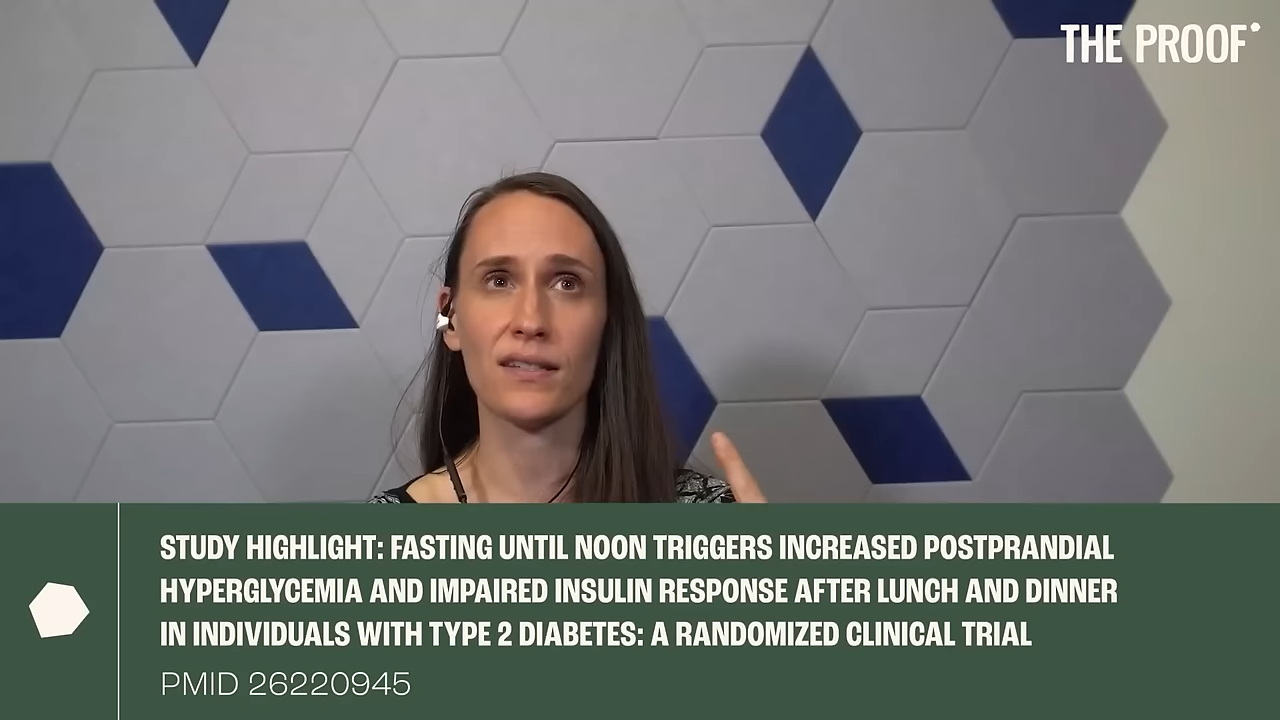 THE PROOF
STUDY HIGHLIGHT: FASTING UNTIL NOON TRIGGERS INCREASED POSTPRANDIAL
HYPERGLYCEMIA AND IMPAIRED INSULIN RESPONSE AFTER LUNCH AND DINNER
IN INDIVIDUALS WITH TYPE 2 DIABETES: A RANDOMIZED CLINICAL TRIAL
PMID 26220945